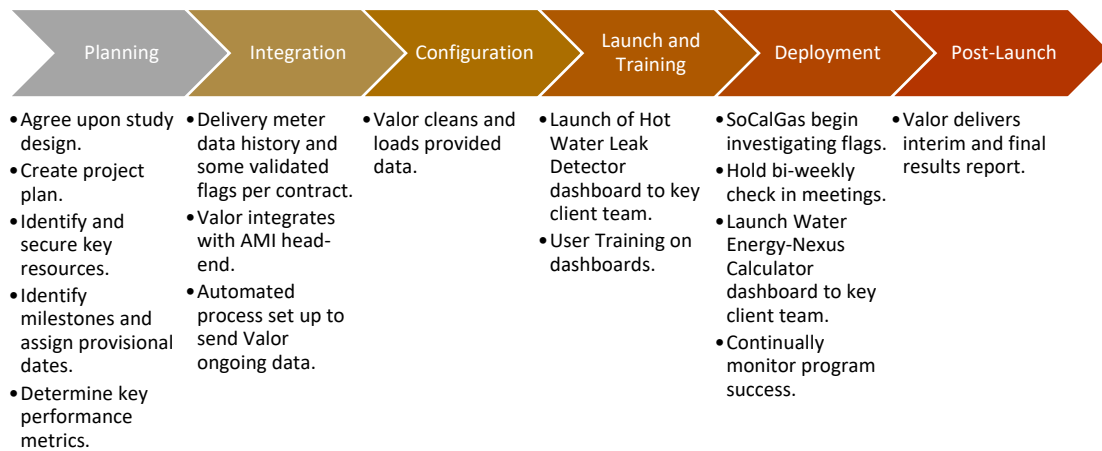 Planning
Integration
Configuration
Launch and
Training
Deployment
Post-Launch
•Agree upon study
design.
•Create project
plan.
•Identify and
secure key
resources.
•Identify
milestones and
assign provisional
dates.
•Determine key
performance
metrics.
•Delivery meter
data history and
some validated
flags per contract.
•Valor integrates
with AMI head-
end.
•Automated
process set up to
send Valor
ongoing data.
•Valor cleans and
loads provided
data.
•Launch of Hot
Water Leak
Detector
dashboard to key
client team.
•User Training on
dashboards.
•SoCalGas begin
investigating flags.
•Hold bi-weekly
check in meetings.
•Launch Water
Energy-Nexus
Calculator
dashboard to key
client team.
•Continually
monitor program
success.
•Valor delivers
interim and final
results report.